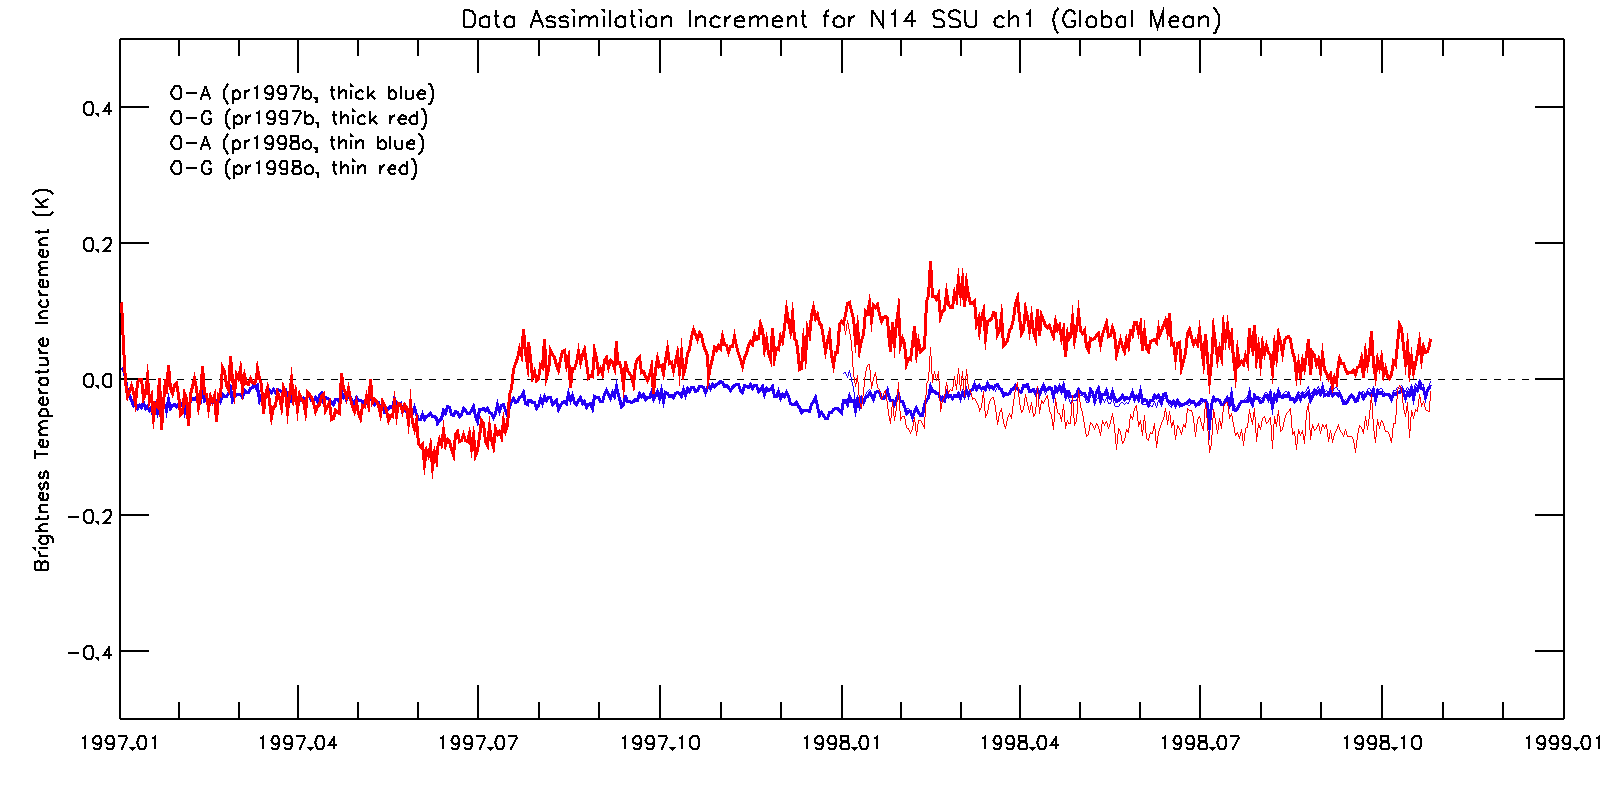 Data Assimilation Increment for N14 SSU ch1 (Global Mean)
O-A (pr1997b, thick blue)
O-G (pr1997b, thick red)
O-A (pr1998o, thin blue)
O-G (pr1998o, thin red)
Brightness Temperature Increment (K)
0.4
0.2
0.0
-0.2
-0.4
1997.01 1997.04 1997.07 1997.10 1998.01 1998.04 1998.07 1998.10 1999.01